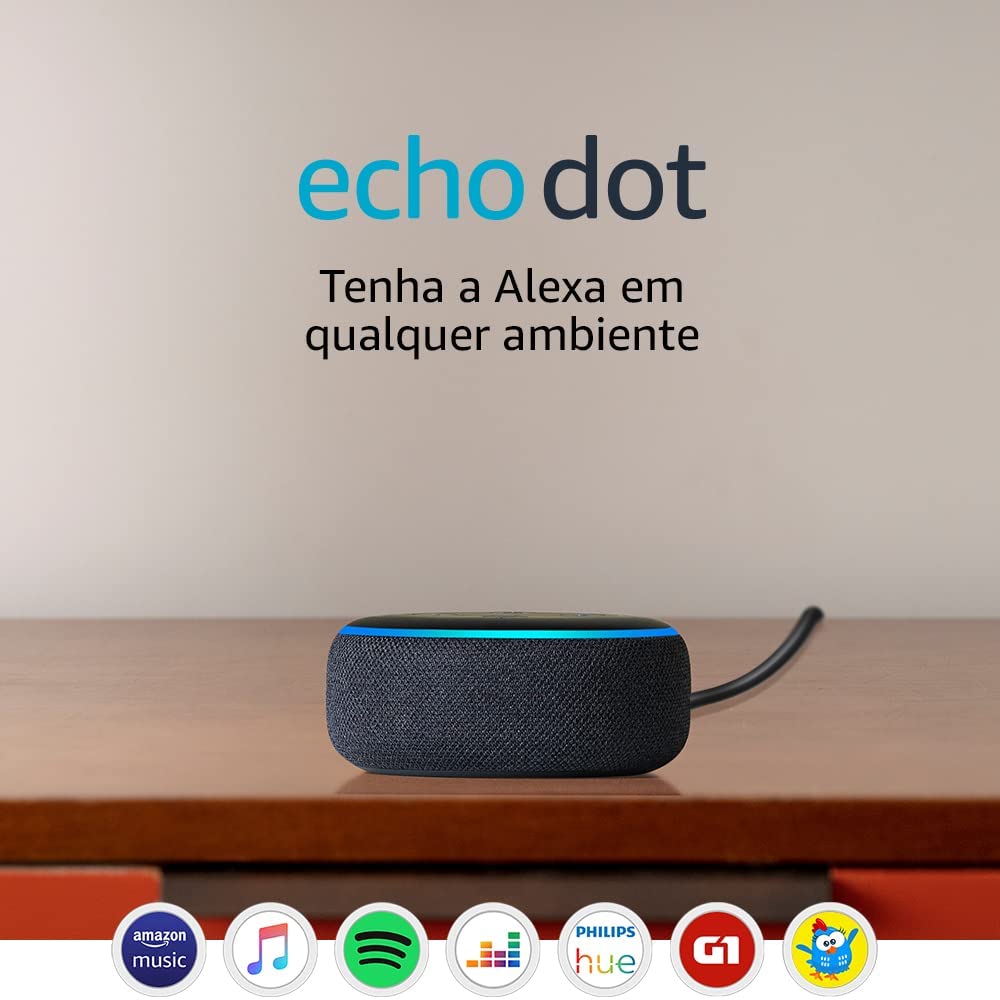 echo dot
Tenha a Alexa em
qualquer ambiente
amazon
music
PHILIPS
hue
G1